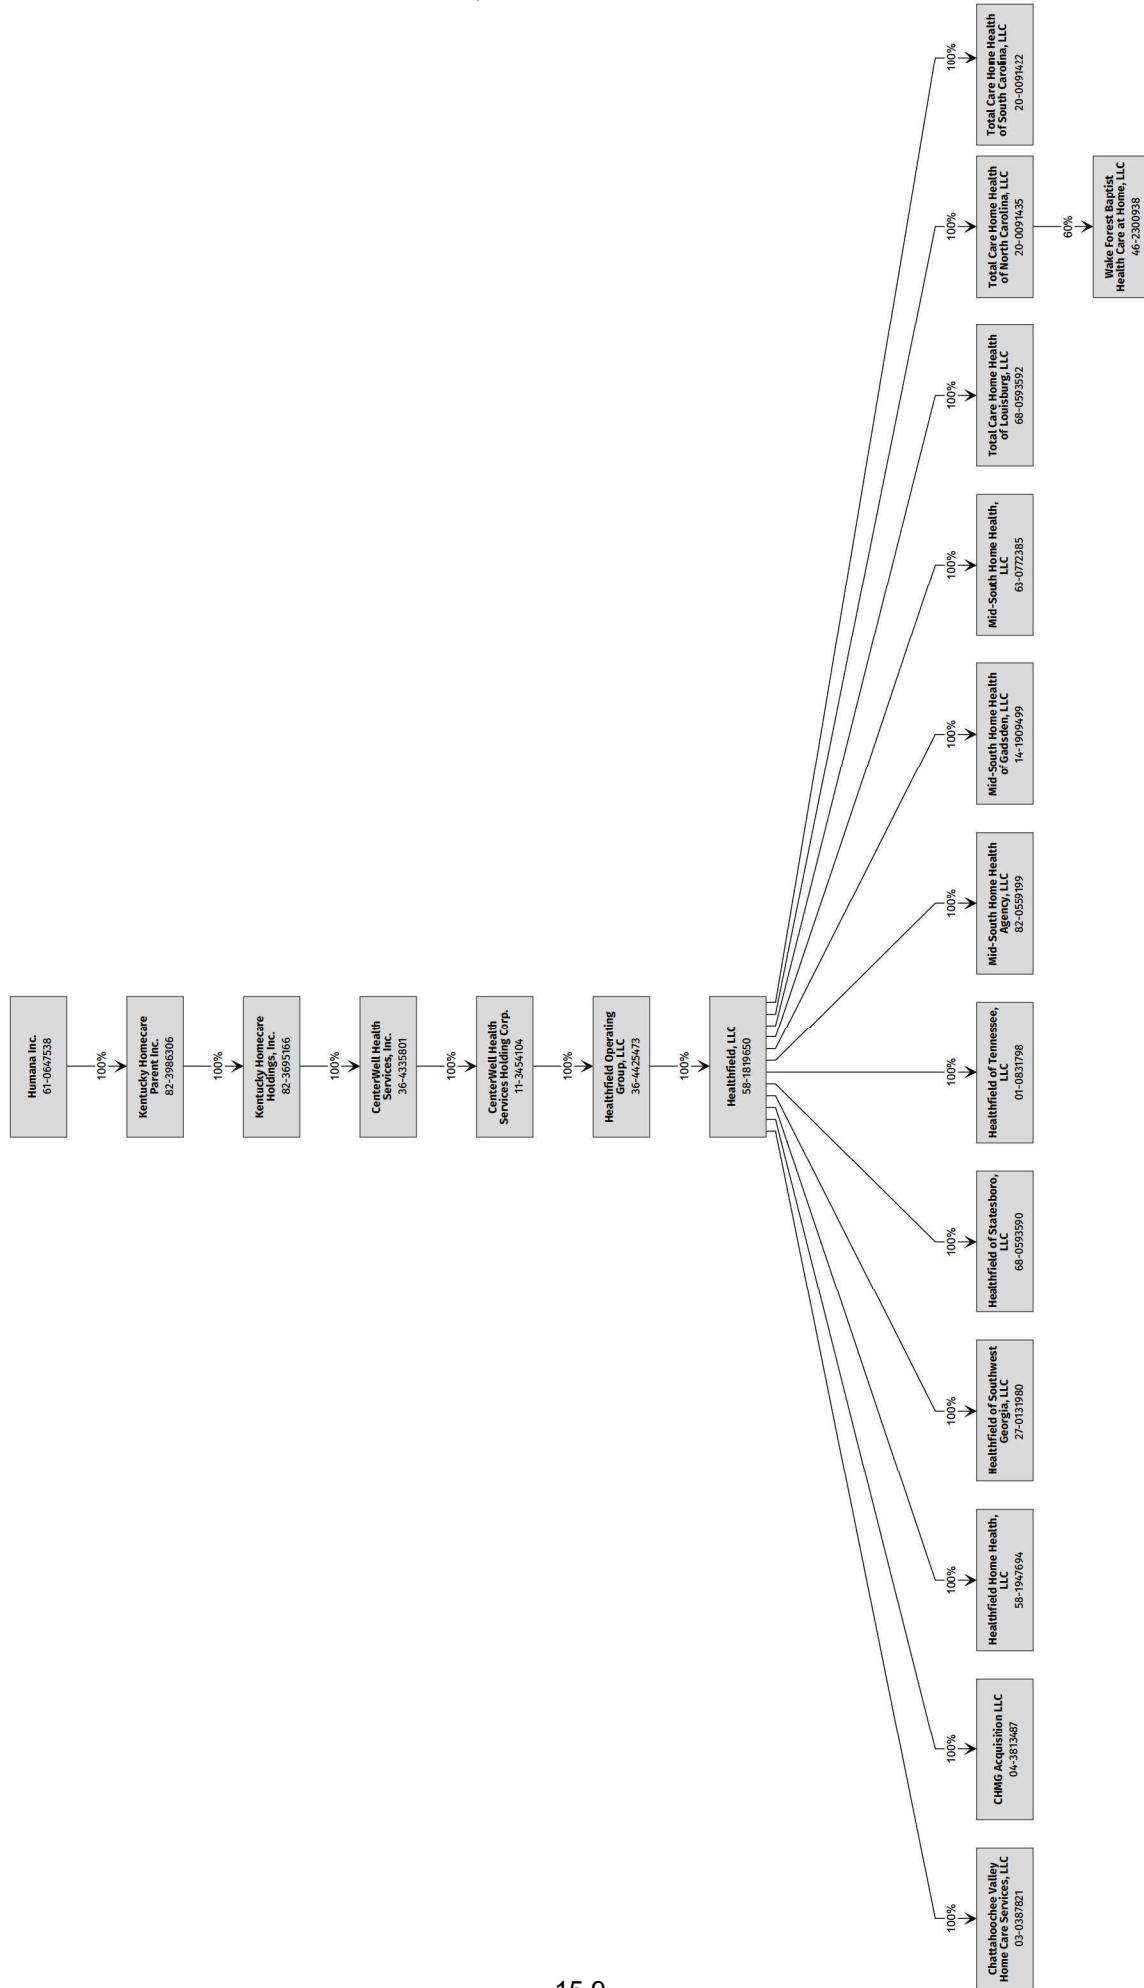 Humana Inc.
61-0647538
100%
Kentucky Homecare
Parent Inc.
82-3986306
100%
Kentucky Homecare
Holdings, Inc.
82-3695166
100%
CenterWell Health
Services, Inc.
36-4335801
100%
CenterWell Health
Services Holding Corp.
11-3454104
100%
Healthfield Operating
Group, LLC
36-4425473
100%
Healthfield, LLC
58-1819650
100%
Chattahoochee Valley
Home Care Services, LLC
03-0387821
100%
CHMG Acquisition LLC
04-3813487
100%
Healthfield Home Health,
LLC
58-1947694
100%
Healthfield of Southwest
Georgia, LLC
27-0131980
100%
Healthfield of Statesboro,
LLC
68-0593590
100%
Healthfield of Tennessee,
LLC
01-0831798
100%
Mid-South Home Health
Agency, LLC
82-0559199
100%
Mid-South Home Health
of Gadsden, LLC
14-1909499
100%
Mid-South Home Health,
LLC
63-0772385
100%
Total Care Home Health
of Louisburg, LLC
68-0593592
100%
Total Care Home Health
of North Carolina, LLC
20-0091435
100%
Total Care Home Health
of South Carolina, LLC
20-0091422
60%
Wake Forest Baptist
Health Care at Home, LLC
46-2300938
15.9